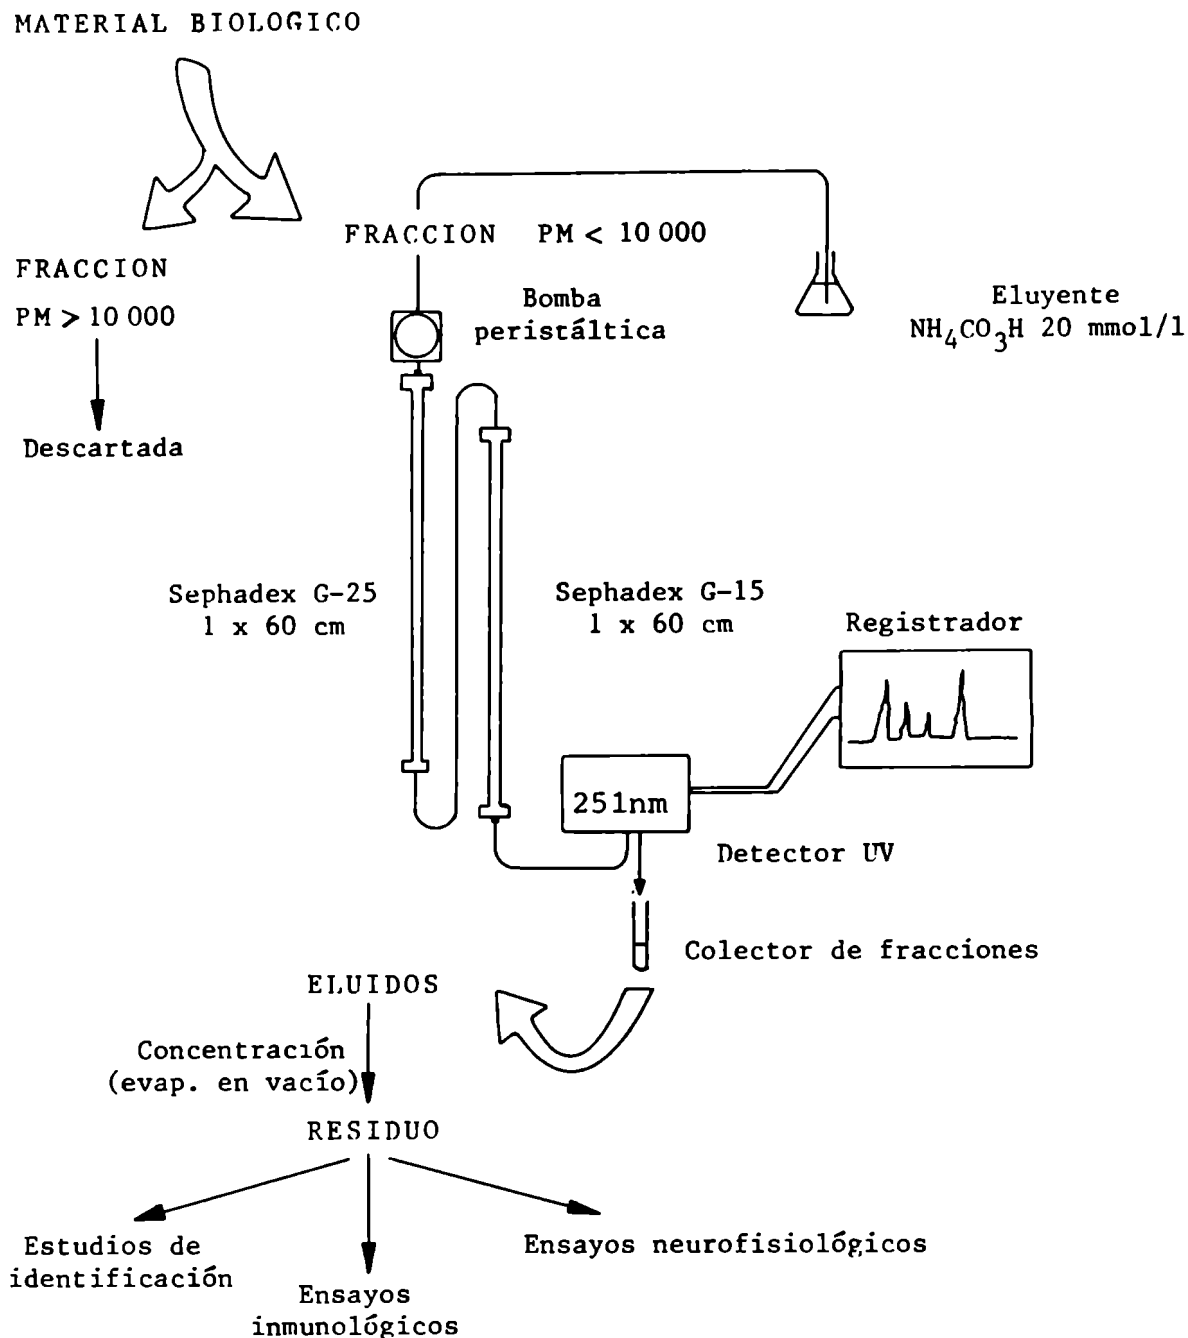 MATERIAL BIOLOGICO
FRACCION PM < 10 000
FRACCION
PM > 10 000
Descartada
Bomba
peristáltica
Eluyente
NH₄CO₃H 20 mmol/l
Sephadex G-25
1 x 60 cm
Sephadex G-15
1 x 60 cm
Registrador
251nm
Detector UV
Colector de fracciones
ELUIDOS
Concentración
(evap. en vacío)
RESIDUO
Estudios de
identificación
Ensayos
inmunológicos
Ensayos neurofisiológicos